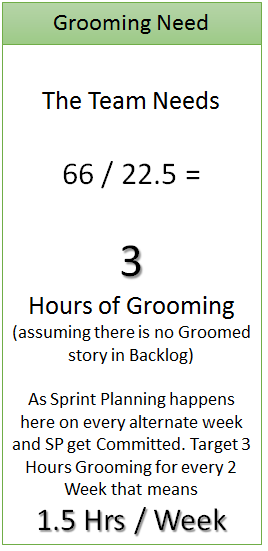 Grooming Need
The Team Needs
66 / 22.5 =
3
Hours of Grooming
(assuming there is no Groomed
story in Backlog)
As Sprint Planning happens
here on every alternate week
and SP get Committed. Target 3
Hours Grooming for every 2
Week that means
1.5 Hrs / Week